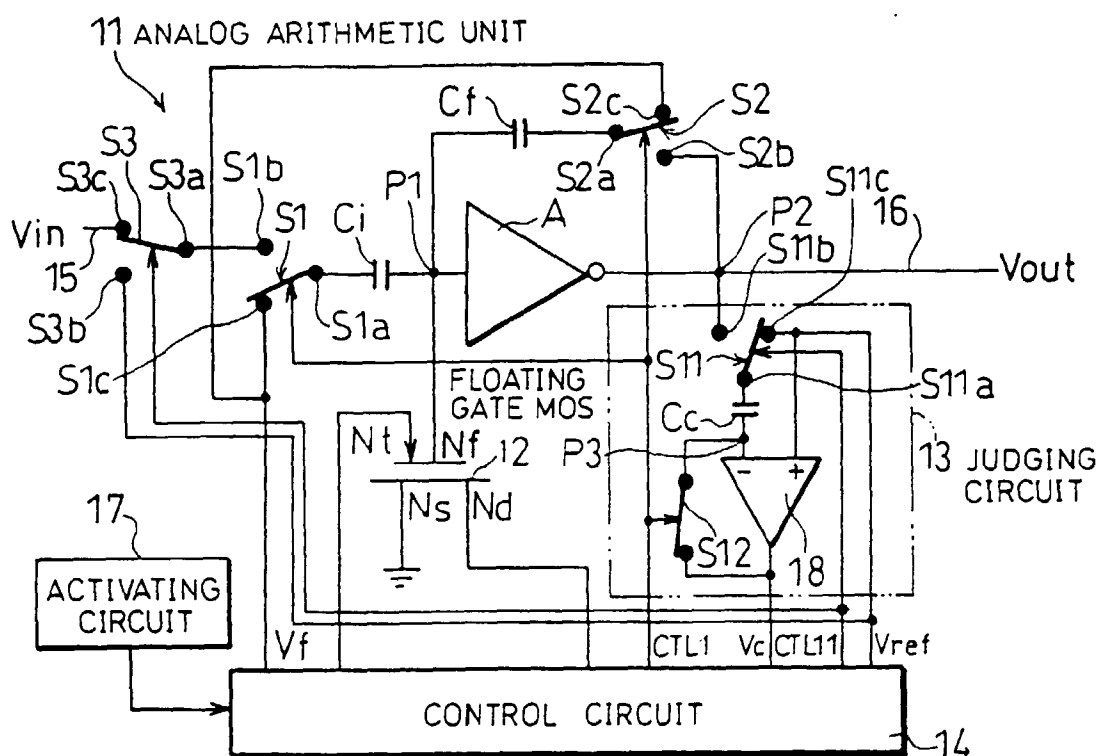 11 ANALOG ARITHMETIC UNIT
Cf
S2c
S2
S2a
S2b
S3
S3c
S3a
S1b
P1
A
S11c
Vin
S1
Ci
P2
16
15
S11b
Vout
S3b
S1a
S1c
S11
S11a
FLOATING
GATE MOS
Cc
Nt
Nf
12
P3
-
+
13 JUDGING
CIRCUIT
Ns
Nd
17
S12
18
ACTIVATING
CIRCUIT
Vf
CTL1
Vc
CTL11
Vref
CONTROL CIRCUIT
14